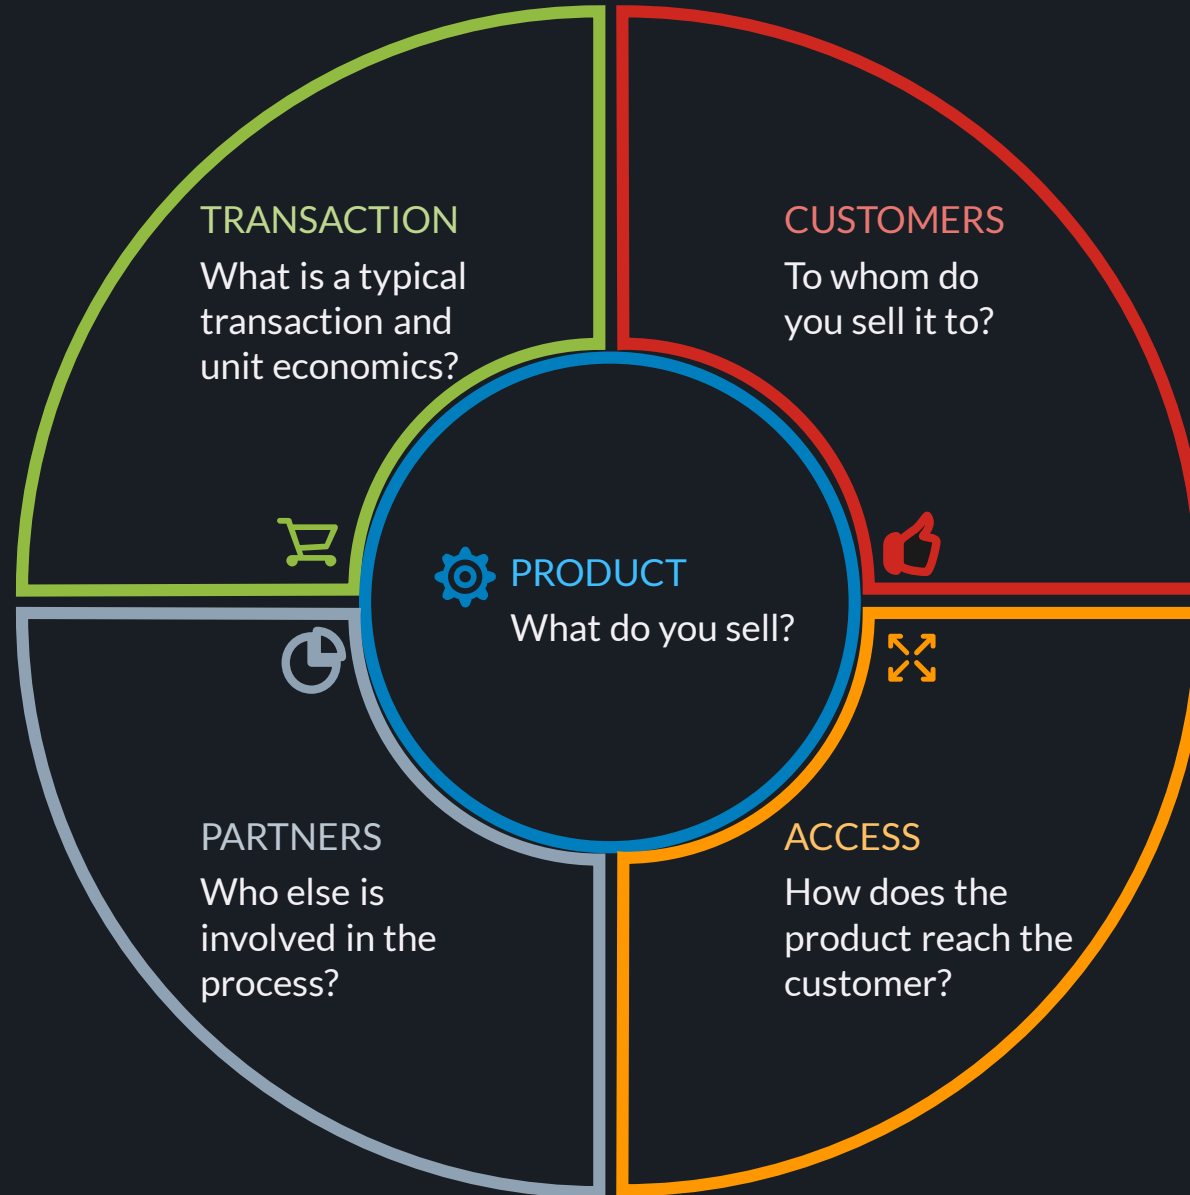 TRANSACTION
What is a typical
transaction and
unit economics?
CUSTOMERS
To whom do
you sell it to?
PRODUCT
What do you sell?
PARTNERS
Who else is
involved in the
process?
ACCESS
How does the
product reach the
customer?